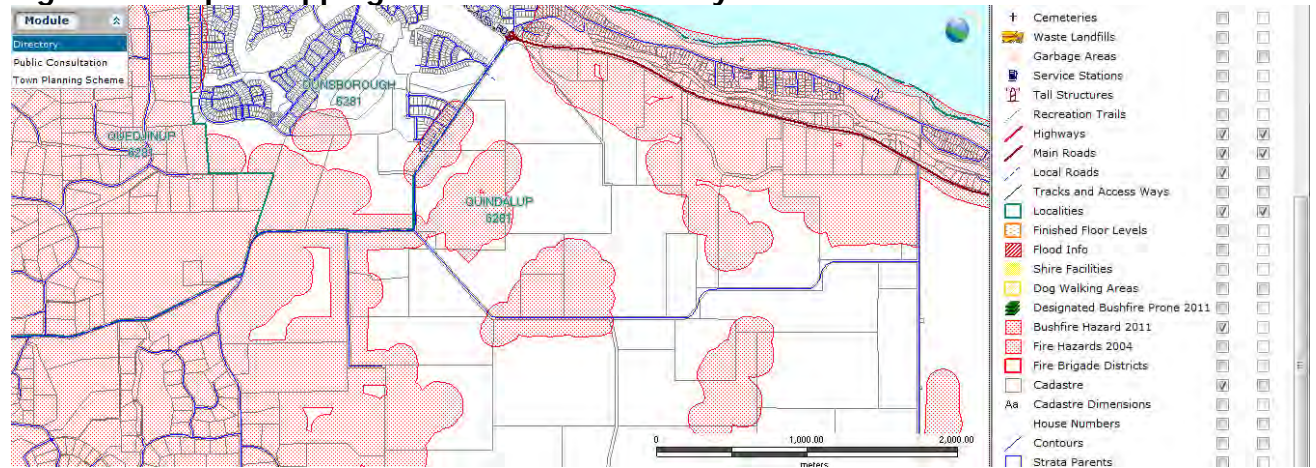 Module
Directory
Public Consultation
Town Planning Scheme
DUNSBOROUGH
6281
QUEDJINUP
6281
QUINDALUP
6281
0 1,000.00 2,000.00
meters
Cemeteries
Waste Landfills
Garbage Areas
Service Stations
Tall Structures
Recreation Trails
Highways
Main Roads
Local Roads
Tracks and Access Ways
Localities
Finished Floor Levels
Flood Info
Shire Facilities
Dog Walking Areas
Designated Bushfire Prone 2011
Bushfire Hazard 2011
Fire Hazards 2004
Fire Brigade Districts
Cadastre
Aa Cadastre Dimensions
House Numbers
Contours
Strata Parents